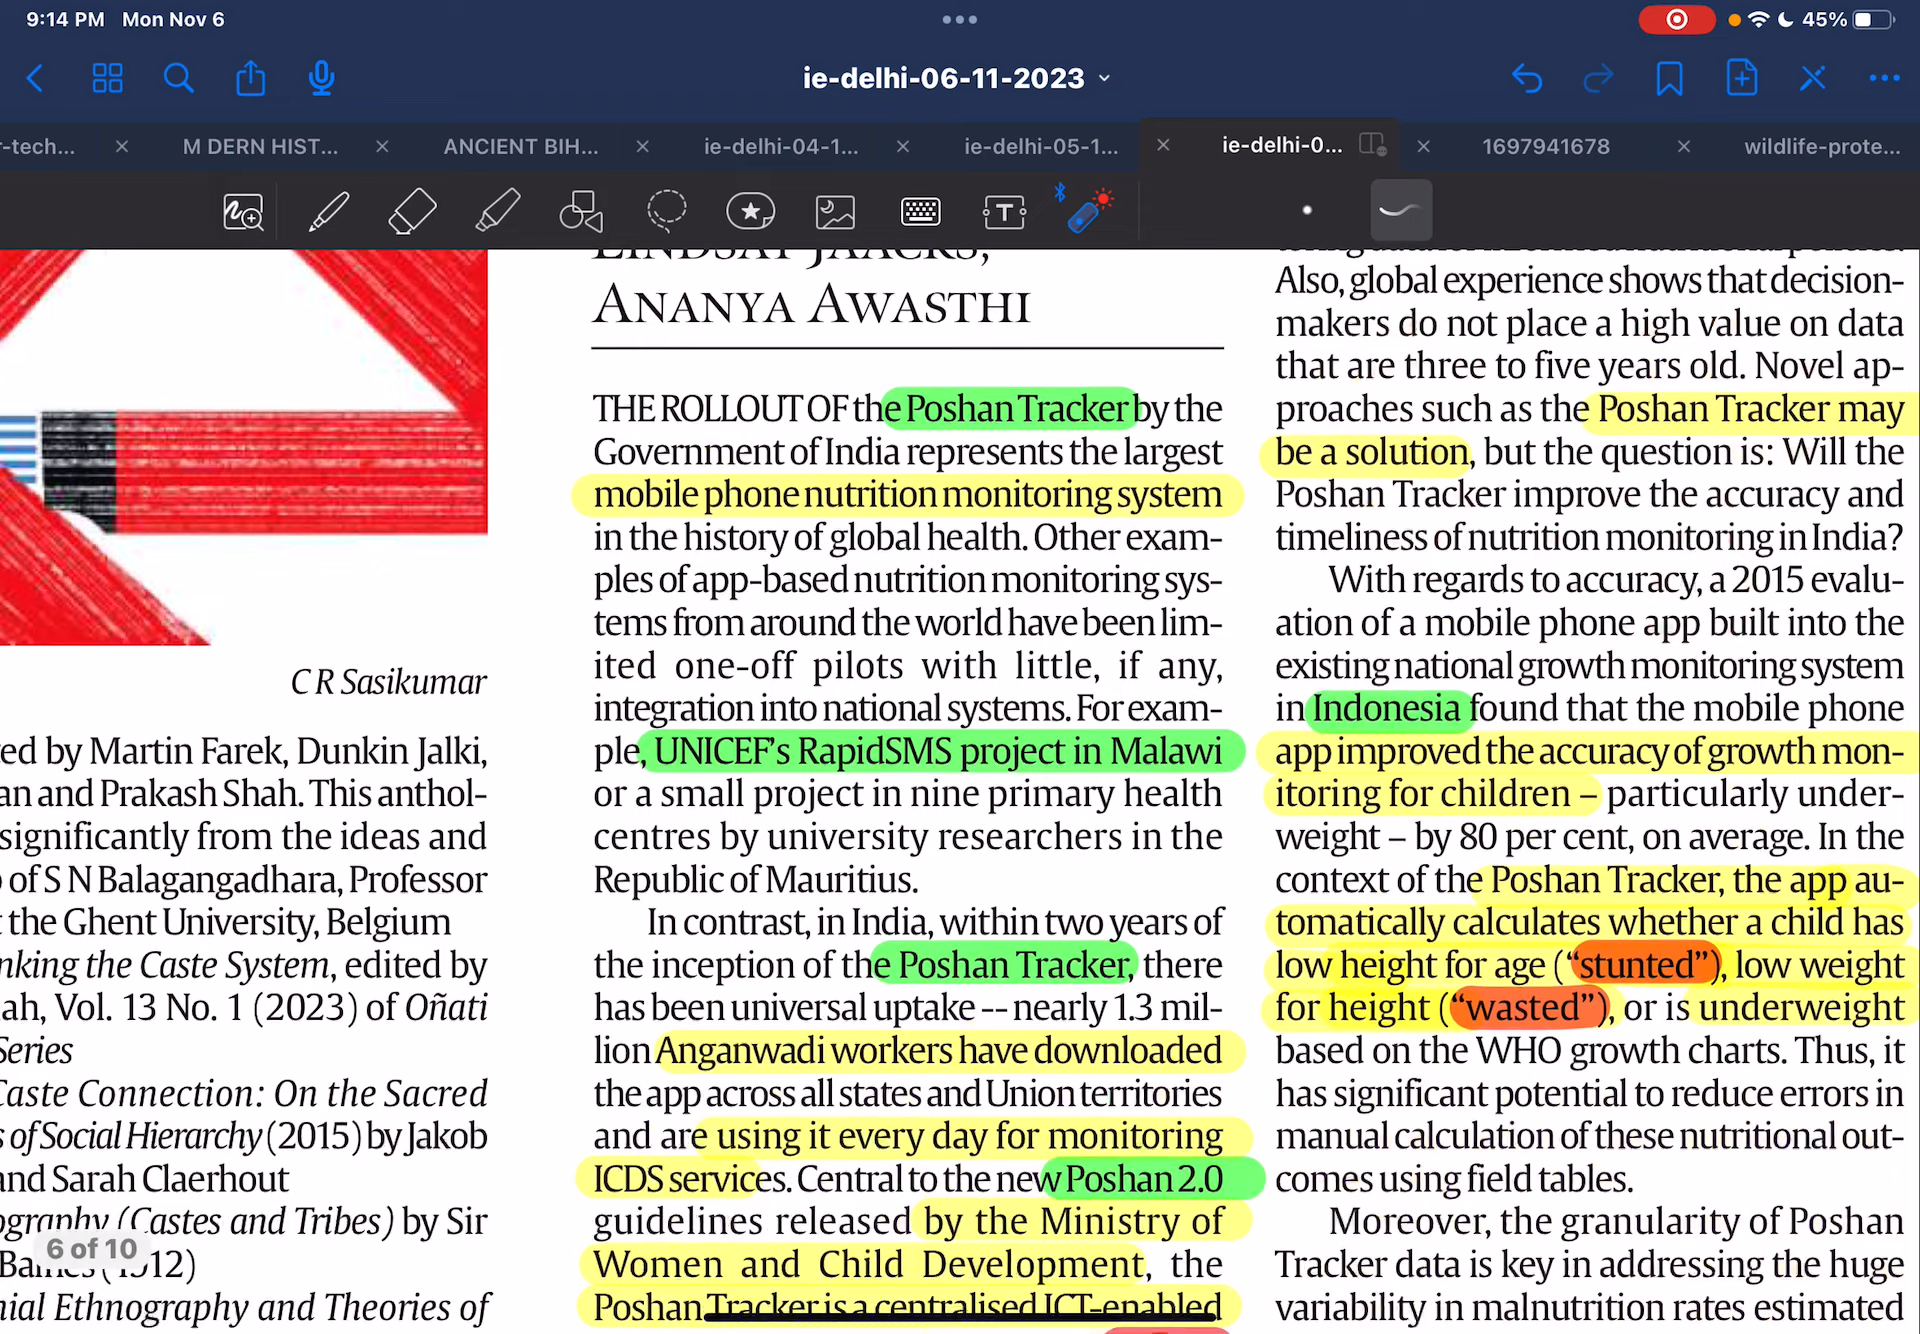 9:14 PM Mon Nov 6
45%
ie-delhi-06-11-2023
-tech...
M DERN HIST...
ANCIENT BIH...
ie-delhi-04-1...
ie-delhi-05-1...
ie-delhi-0...
1697941678
wildlife-prote...
C R Sasikumar
ed by Martin Farek, Dunkin Jalki,
an and Prakash Shah. This anthol-
significantly from the ideas and
of S N Balagangadhara, Professor
t the Ghent University, Belgium
nking the Caste System, edited by
ah, Vol. 13 No. 1 (2023) of Oñati
Series
Caste Connection: On the Sacred
s of Social Hierarchy (2015) by Jakob
and Sarah Claerhout
ography (Castes and Tribes) by Sir
6 of 10
Baines (1912)
nial Ethnography and Theories of
LINDSAY JAACKS,
ANANYA AWASTHI
THE ROLLOUT OF the Poshan Tracker by the
Government of India represents the largest
mobile phone nutrition monitoring system
in the history of global health. Other exam-
ples of app-based nutrition monitoring sys-
tems from around the world have been lim-
ited one-off pilots with little, if any,
integration into national systems. For exam-
ple, UNICEF's RapidSMS project in Malawi
or a small project in nine primary health
centres by university researchers in the
Republic of Mauritius.
In contrast, in India, within two years of
the inception of the Poshan Tracker, there
has been universal uptake -- nearly 1.3 mil-
lion Anganwadi workers have downloaded
the app across all states and Union territories
and are using it every day for monitoring
ICDS services. Central to the new Poshan 2.0
guidelines released by the Ministry of
Women and Child Development, the
Poshan Tracker is a centralised ICT-enabled
Also, global experience shows that decision-
makers do not place a high value on data
that are three to five years old. Novel ap-
proaches such as the Poshan Tracker may
be a solution, but the question is: Will the
Poshan Tracker improve the accuracy and
timeliness of nutrition monitoring in India?
With regards to accuracy, a 2015 evalu-
ation of a mobile phone app built into the
existing national growth monitoring system
in Indonesia found that the mobile phone
app improved the accuracy of growth mon-
itoring for children – particularly under-
weight – by 80 per cent, on average. In the
context of the Poshan Tracker, the app au-
tomatically calculates whether a child has
low height for age (“stunted”), low weight
for height (“wasted”), or is underweight
based on the WHO growth charts. Thus, it
has significant potential to reduce errors in
manual calculation of these nutritional out-
comes using field tables.
Moreover, the granularity of Poshan
Tracker data is key in addressing the huge
variability in malnutrition rates estimated